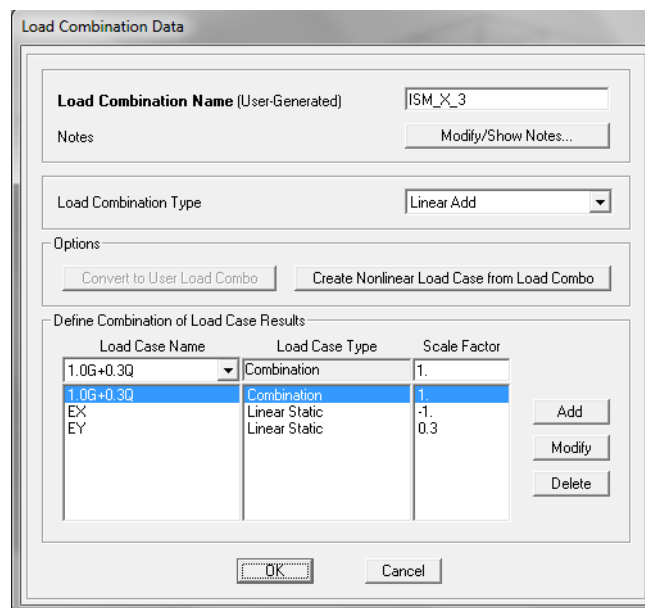 Load Combination Data
Load Combination Name (User-Generated) ISM_X_3
Notes Modify/Show Notes...
Load Combination Type Linear Add
Options
Convert to User Load Combo Create Nonlinear Load Case from Load Combo
Define Combination of Load Case Results
Load Case Name Load Case Type Scale Factor
1.0G+0.3Q Combination 1.
1.0G+0.3Q Combination 1.
EX Linear Static -1.
EY Linear Static 0.3
Add
Modify
Delete
OK Cancel